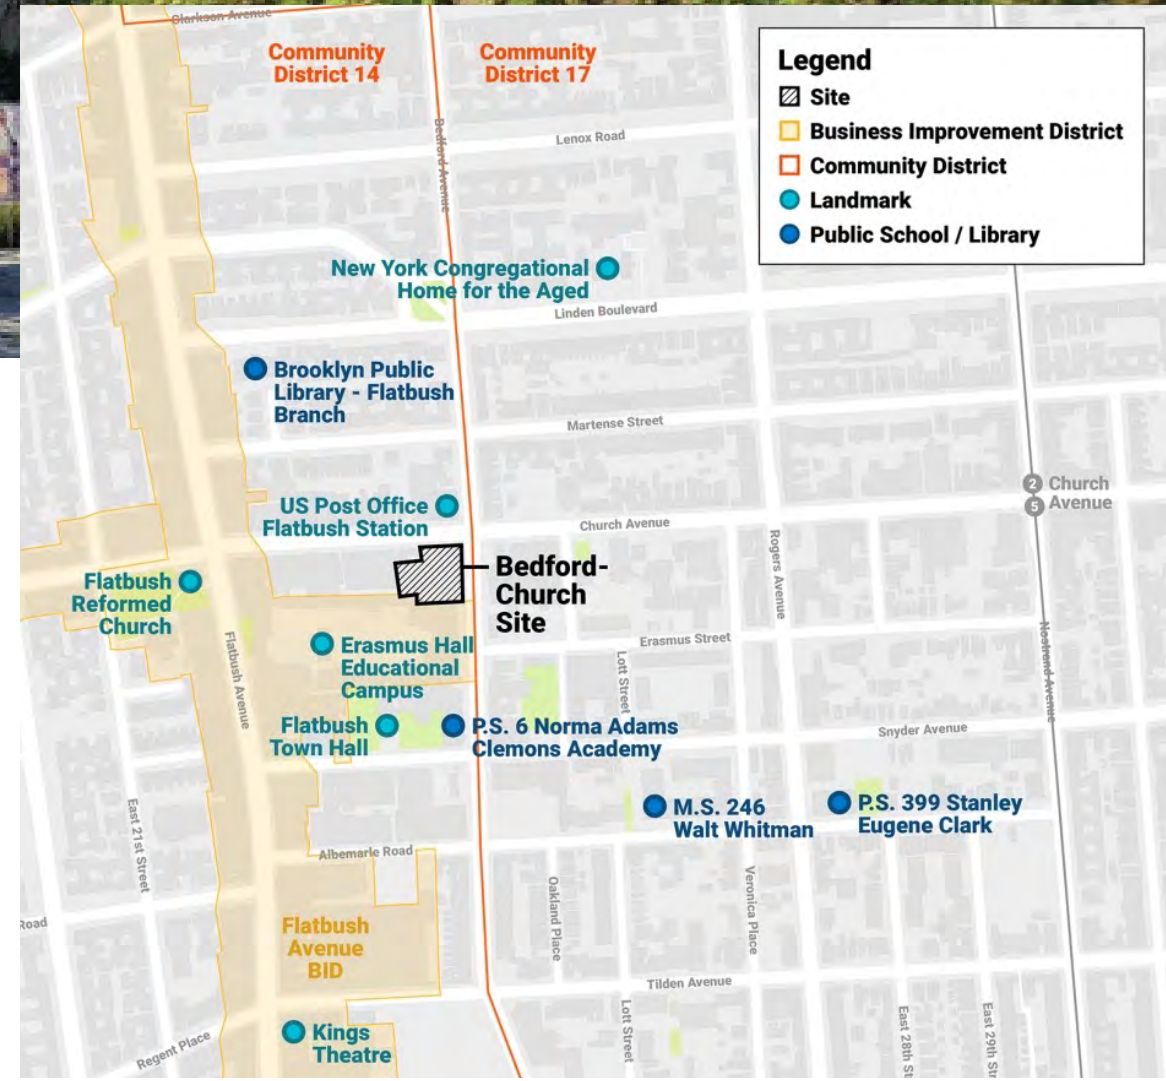 Clarkson Avenue
Community
District 14
Community
District 17
Legend
Site
Business Improvement District
Community District
Landmark
Public School / Library
Bedford Avenue
Lenox Road
New York Congregational
Home for the Aged
Linden Boulevard
Brooklyn Public
Library - Flatbush
Branch
Martense Street
US Post Office
Flatbush Station
Church Avenue
2
5
Church
Avenue
Bedford-
Church
Site
Flatbush
Reformed
Church
Rogers Avenue
Flatbush Avenue
Erasmus Hall
Educational
Campus
Erasmus Street
Lott Street
Nostrand Avenue
Flatbush
Town Hall
P.S. 6 Norma Adams
Clemons Academy
Snyder Avenue
M.S. 246
Walt Whitman
P.S. 399 Stanley
Eugene Clark
East 21st Street
Albemarle Road
Oakland Place
Veronica Place
Road
Flatbush
Avenue
BID
Tilden Avenue
Lott Street
East 28th St
East 29th Str
Regent Place
Kings
Theatre